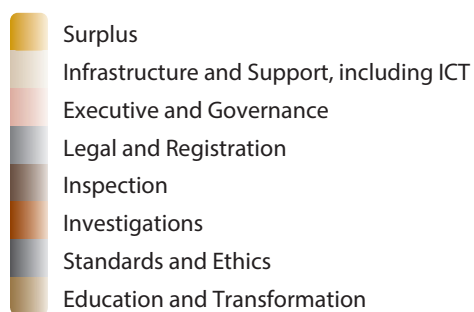 Surplus
Infrastructure and Support, including ICT
Executive and Governance
Legal and Registration
Inspection
Investigations
Standards and Ethics
Education and Transformation